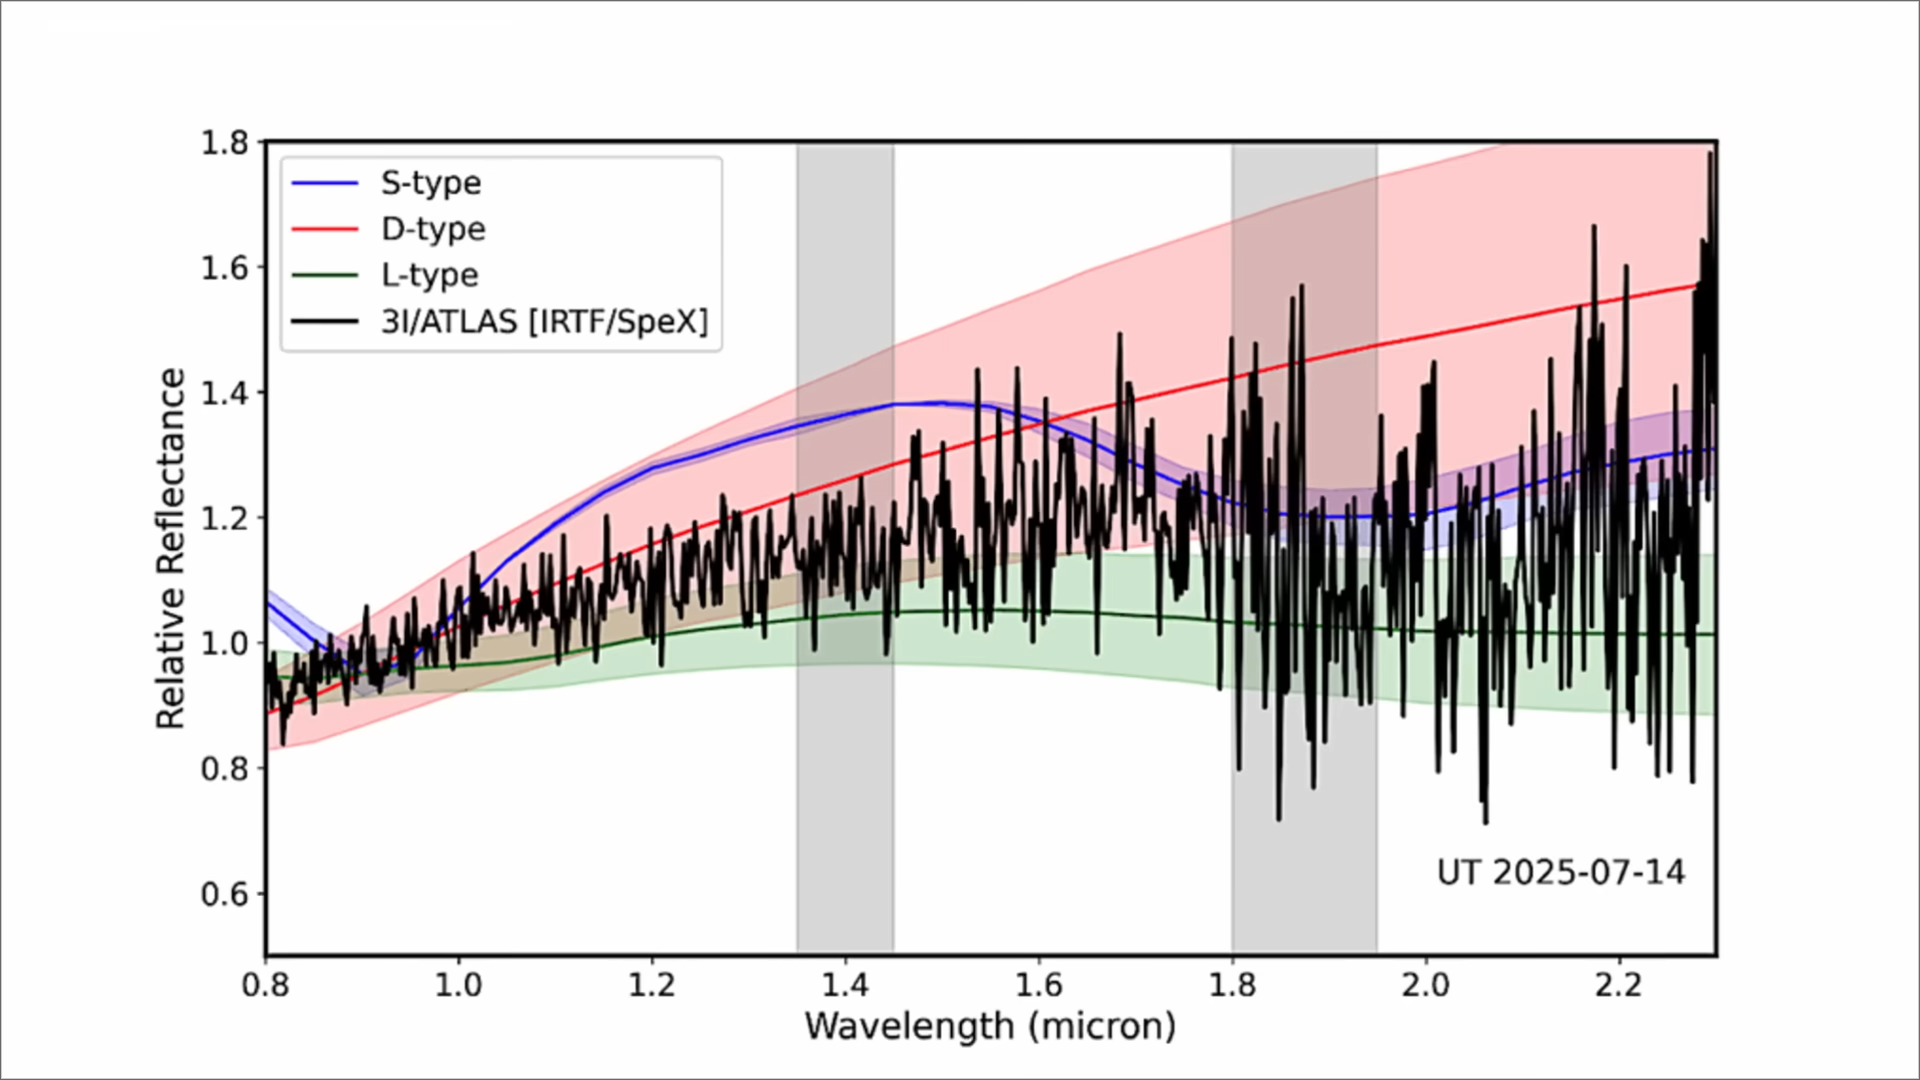 1.8
1.6
1.4
1.2
1.0
0.8
0.6
Relative Reflectance
S-type
D-type
L-type
3I/ATLAS [IRTF/SpeX]
UT 2025-07-14
0.8 1.0 1.2 1.4 1.6 1.8 2.0 2.2
Wavelength (micron)